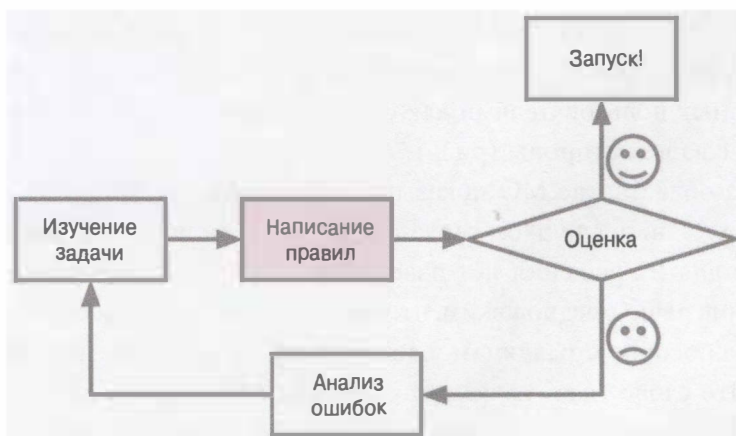 Запуск!
Изучение
задачи
Написание
правил
Оценка
Анализ
ошибок